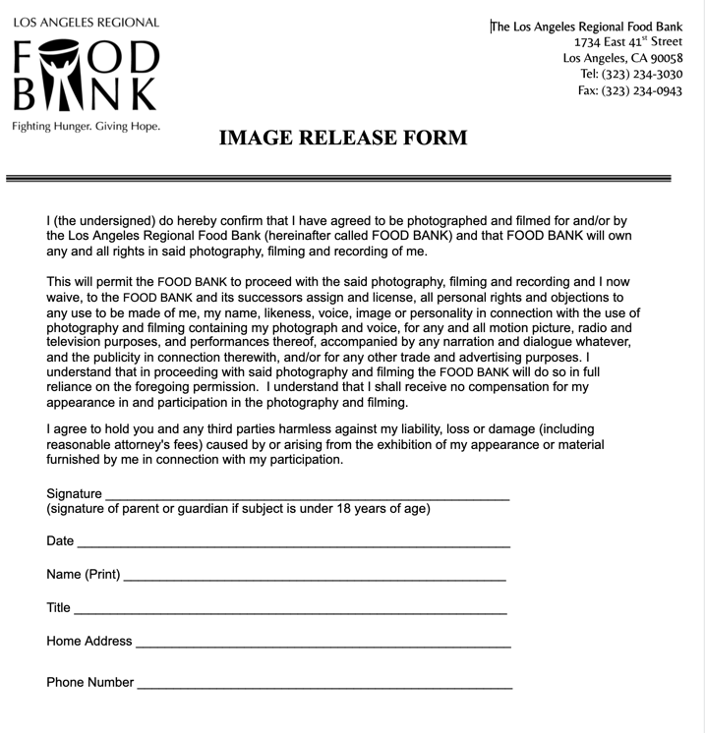 LOS ANGELES REGIONAL
FOOD
BANK
Fighting Hunger. Giving Hope.
The Los Angeles Regional Food Bank
1734 East 41st Street
Los Angeles, CA 90058
Tel: (323) 234-3030
Fax: (323) 234-0943
IMAGE RELEASE FORM
I (the undersigned) do hereby confirm that I have agreed to be photographed and filmed for and/or by
the Los Angeles Regional Food Bank (hereinafter called FOOD BANK) and that FOOD BANK will own
any and all rights in said photography, filming and recording of me.
This will permit the FOOD BANK to proceed with the said photography, filming and recording and I now
waive, to the FOOD BANK and its successors assign and license, all personal rights and objections to
any use to be made of me, my name, likeness, voice, image or personality in connection with the use of
photography and filming containing my photograph and voice, for any and all motion picture, radio and
television purposes, and performances thereof, accompanied by any narration and dialogue whatever,
and the publicity in connection therewith, and/or for any other trade and advertising purposes. I
understand that in proceeding with said photography and filming the FOOD BANK will do so in full
reliance on the foregoing permission.  I understand that I shall receive no compensation for my
appearance in and participation in the photography and filming.
I agree to hold you and any third parties harmless against my liability, loss or damage (including
reasonable attorney's fees) caused by or arising from the exhibition of my appearance or material
furnished by me in connection with my participation.
Signature
(signature of parent or guardian if subject is under 18 years of age)
Date
Name (Print)
Title
Home Address
Phone Number